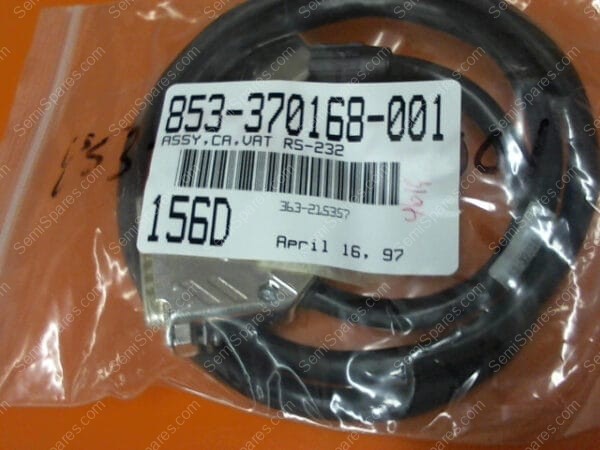 853-370168-001
ASSY,CA.VAT RS-232
363-215357
156D
April 16, 97
SemiSpares.com